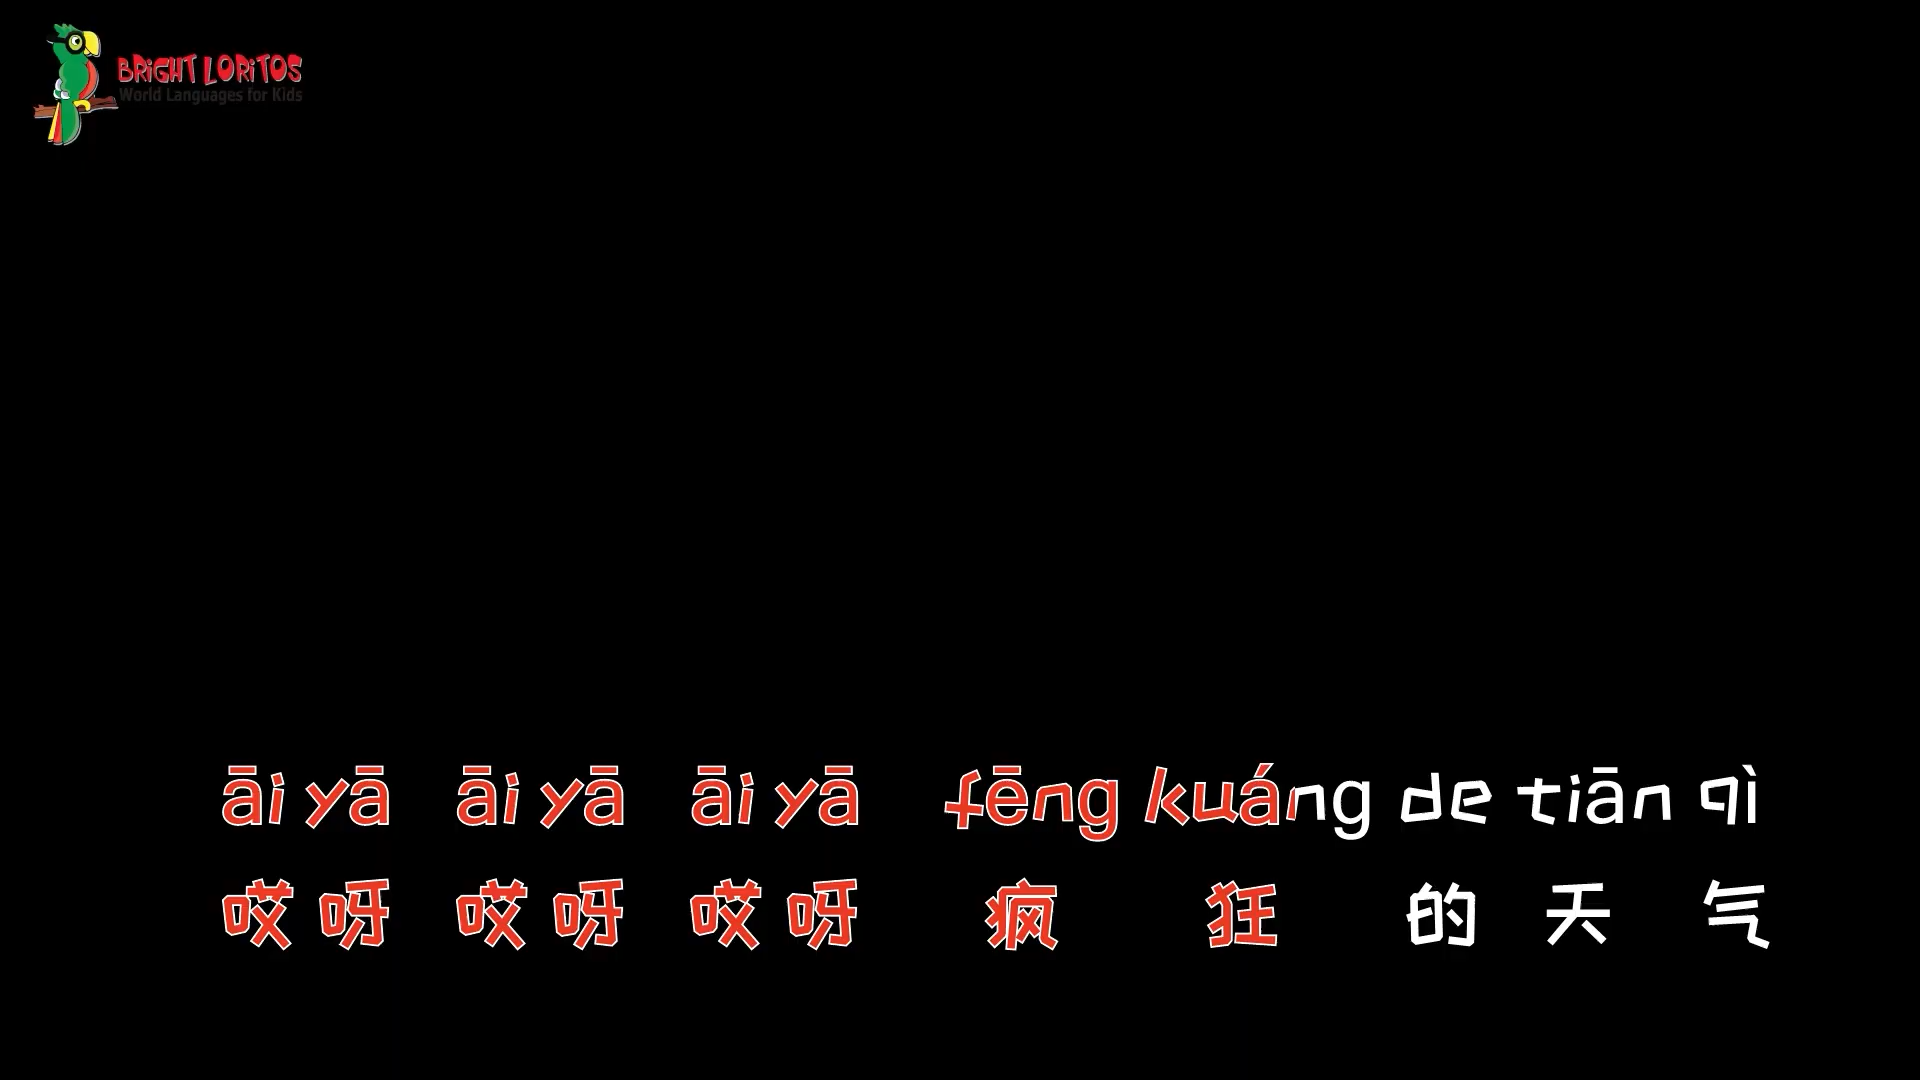 BRiGHT LORiTOS
World Languages for Kids
āi yā āi yā āi yā fēng kuáng de tiān qì
哎呀 哎呀 哎呀 疯狂的天气